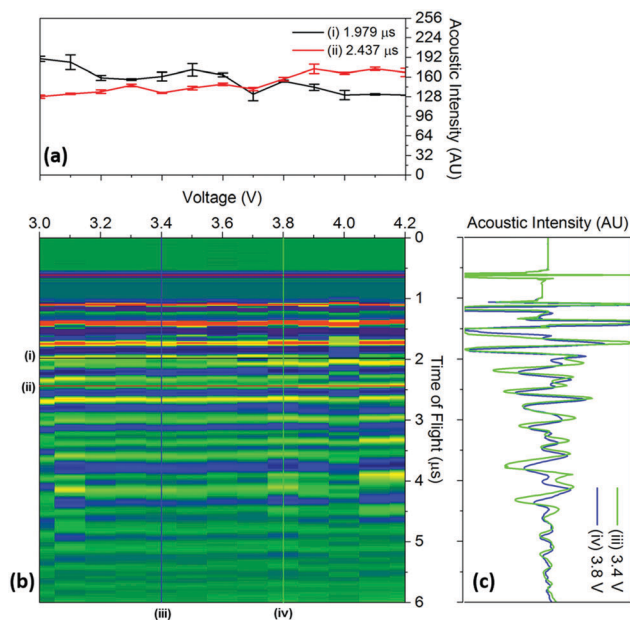 (i) 1.979 µs
(ii) 2.437 µs
256
224
192
160
128
96
64
32
0
Acoustic Intensity (AU)
(a)
Voltage (V)
3.0 3.2 3.4 3.6 3.8 4.0 4.2
0
1
2
3
4
5
6
Time of Flight (µs)
(i)
(ii)
(b)
(iii) (iv)
Acoustic Intensity (AU)
(iii) 3.4 V
(iv) 3.8 V
(c)